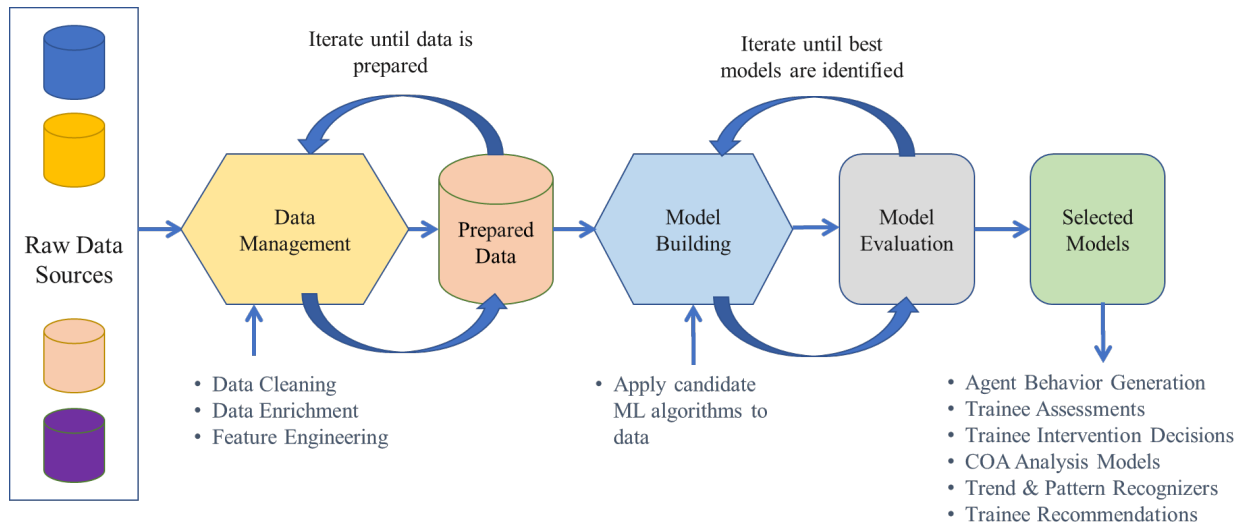 Iterate until data is
prepared
Iterate until best
models are identified
Raw Data
Sources
Data
Management
Prepared
Data
Model
Building
Model
Evaluation
Selected
Models
• Data Cleaning
• Data Enrichment
• Feature Engineering
• Apply candidate
ML algorithms to
data
• Agent Behavior Generation
• Trainee Assessments
• Trainee Intervention Decisions
• COA Analysis Models
• Trend & Pattern Recognizers
• Trainee Recommendations